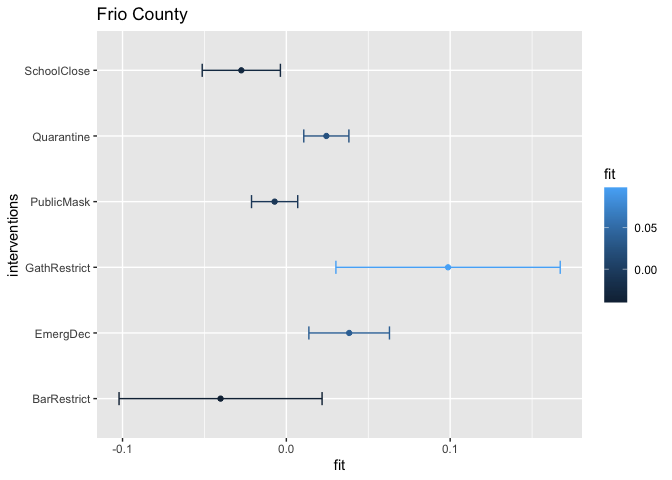 Frio County
SchoolClose
Quarantine
PublicMask
GathRestrict
EmergDec
BarRestrict
interventions
-0.1
0.0
0.1
fit
fit
0.05
0.00